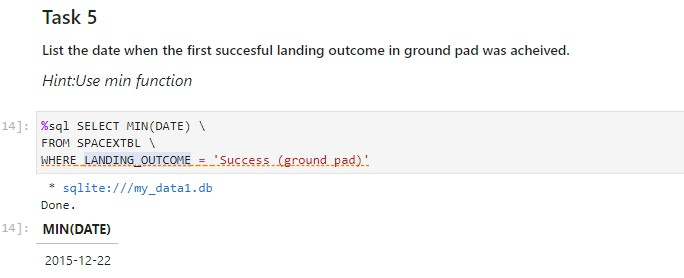 Task 5
List the date when the first succesful landing outcome in ground pad was acheived.
Hint:Use min function
14]: %sql SELECT MIN(DATE) \
FROM SPACEXTBL \
WHERE LANDING_OUTCOME = 'Success (ground pad)'
* sqlite:///my_data1.db
Done.
14]: MIN(DATE)
2015-12-22